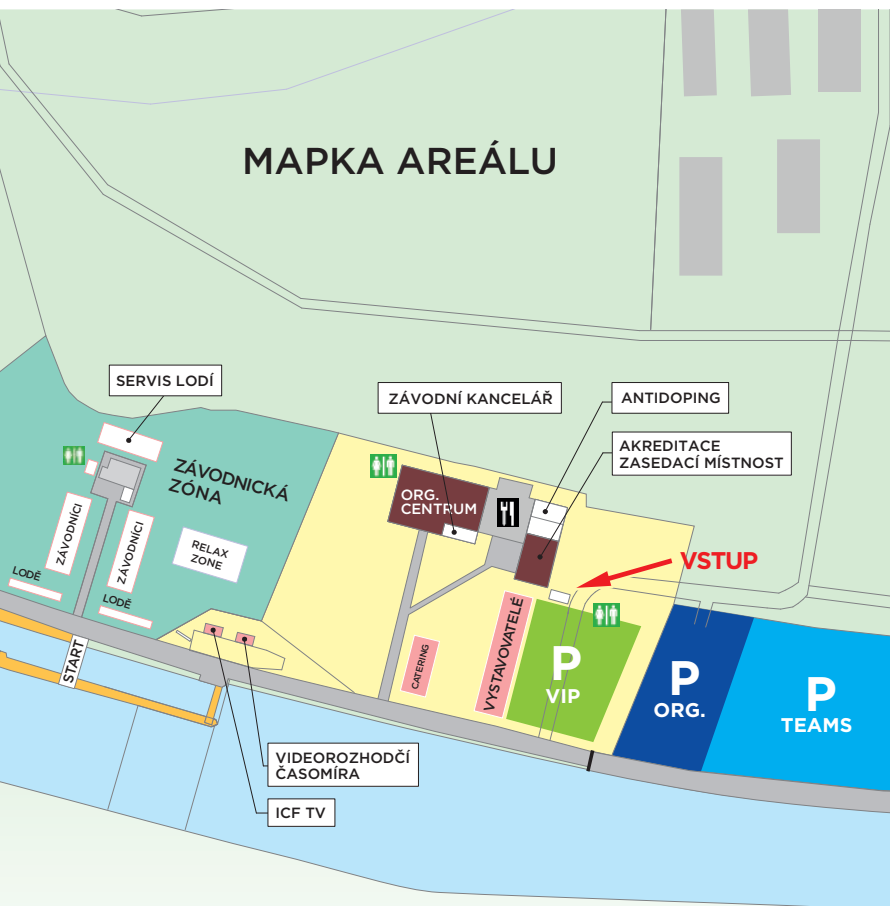 MAPKA AREÁLU
SERVIS LODÍ
ZÁVODNÍ KANCELÁŘ
ANTIDOPING
AKREDITACE
ZASEDACÍ MÍSTNOST
ZÁVODNICKÁ
ZÓNA
ORG.
CENTRUM
ZÁVODNÍCI
ZÁVODNÍCI
RELAX
ZONE
VSTUP
LODĚ
LODĚ
START
CATERING
VYSTAVOVATELÉ
P
VIP
P
ORG.
P
TEAMS
VIDEOROZHODČÍ
ČASOMÍRA
ICF TV